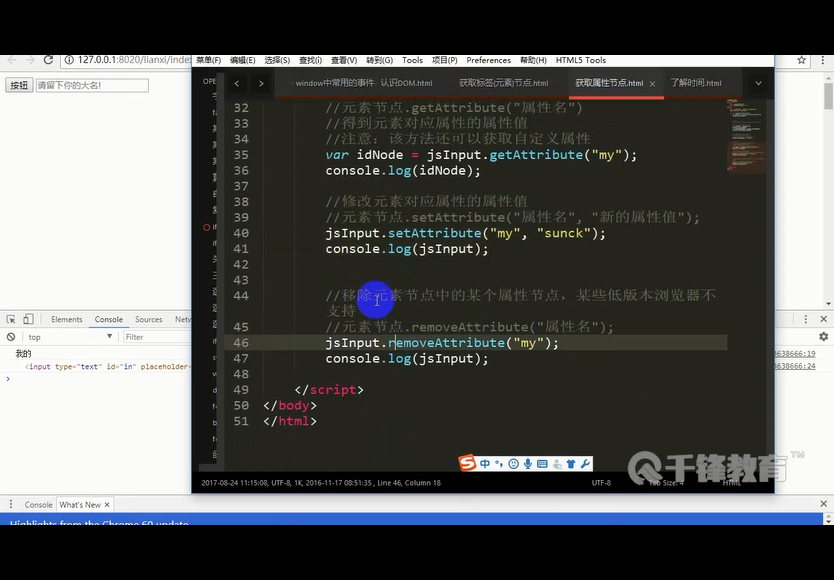 127.0.0.1:8020/lianxi/index
按钮
请留下你的大名!
菜单(F) 编辑(E) 选择(S) 查找(i) 查看(V) 转到(G) Tools 项目(P) Preferences 帮助(H) HTML5 Tools
window中常用的事件 认识DOM.html 获取标签(元素)节点.html 获取属性节点.html 了解时间.html
32 //元素节点.getAttribute("属性名")
33 //得到元素对应属性的属性值
34 //注意：该方法还可以获取自定义属性
35 var idNode = jsInput.getAttribute("my");
36 console.log(idNode);
37
38 //修改元素对应属性的属性值
39 //元素节点.setAttribute("属性名", "新的属性值");
40 jsInput.setAttribute("my", "sunck");
41 console.log(jsInput);
42
43
44 //移除元素节点中的某个属性节点，某些低版本浏览器不
支持
45 //元素节点.removeAttribute("属性名");
46 jsInput.removeAttribute("my");
47 console.log(jsInput);
48
49 </script>
50 </body>
51 </html>
Elements Console Sources
top Filter
我的
<input type="text" id="in" placeholder=
38638666:19
38638666:24
中
千锋教育 TM
2017-08-24 11:15:08, UTF-8, 1K, 2016-11-17 08:51:35 , Line 46, Column 18 UTF-8 Tab Size: 4 HTML
Console What's New
Highlights from the Chrome 60 update